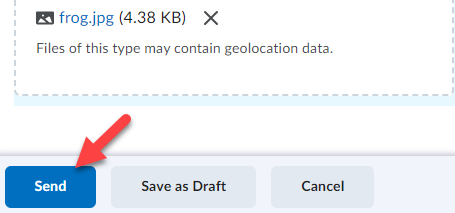 frog.jpg (4.38 KB)
Files of this type may contain geolocation data.
Send Save as Draft Cancel